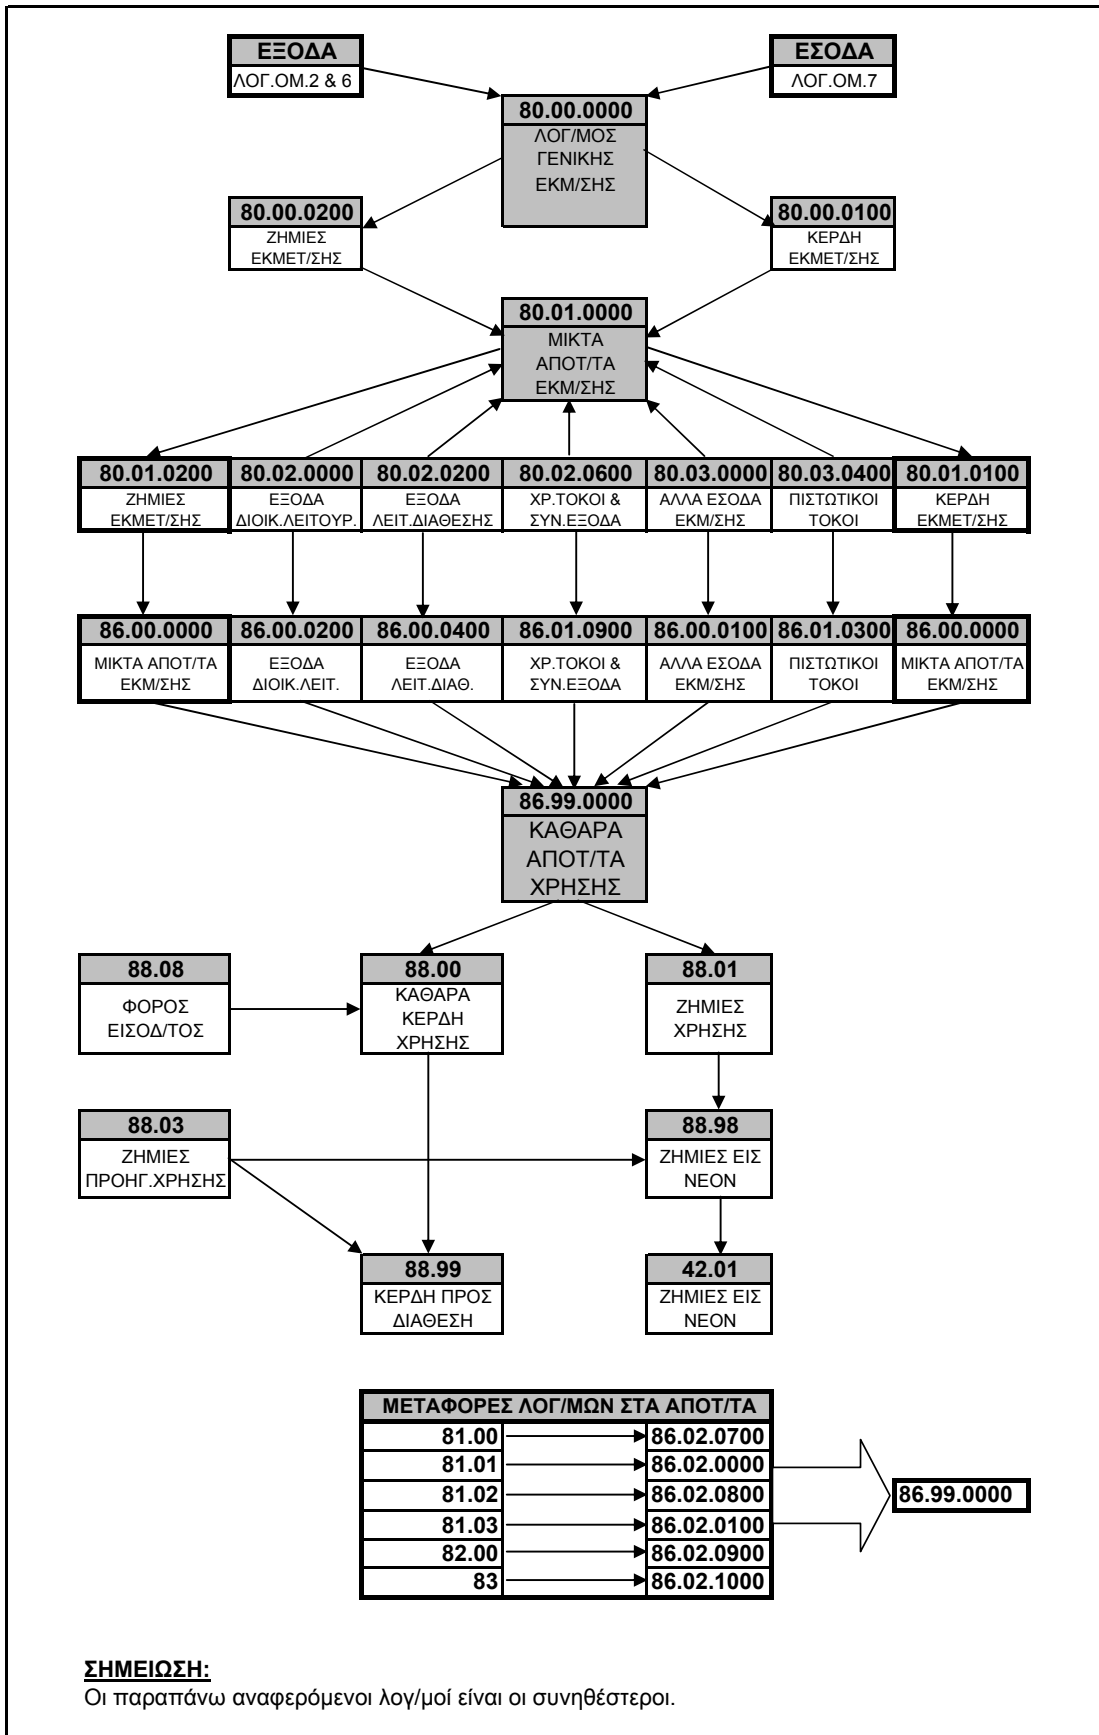 ΕΞΟΔΑ
ΛΟΓ.ΟΜ.2 & 6
ΕΣΟΔΑ
ΛΟΓ.ΟΜ.7
80.00.0000
ΛΟΓ/ΜΟΣ
ΓΕΝΙΚΗΣ
ΕΚΜ/ΣΗΣ
80.00.0200
ΖΗΜΙΕΣ
ΕΚΜΕΤ/ΣΗΣ
80.00.0100
ΚΕΡΔΗ
ΕΚΜΕΤ/ΣΗΣ
80.01.0000
ΜΙΚΤΑ
ΑΠΟΤ/ΤΑ
ΕΚΜ/ΣΗΣ
80.01.0200
ΖΗΜΙΕΣ
ΕΚΜΕΤ/ΣΗΣ
80.02.0000
ΕΞΟΔΑ
ΔΙΟΙΚ.ΛΕΙΤΟΥΡ.
80.02.0200
ΕΞΟΔΑ
ΛΕΙΤ.ΔΙΑΘΕΣΗΣ
80.02.0600
ΧΡ.ΤΟΚΟΙ &
ΣΥΝ.ΕΞΟΔΑ
80.03.0000
ΑΛΛΑ ΕΣΟΔΑ
ΕΚΜ/ΣΗΣ
80.03.0400
ΠΙΣΤΩΤΙΚΟΙ
ΤΟΚΟΙ
80.01.0100
ΚΕΡΔΗ
ΕΚΜΕΤ/ΣΗΣ
86.00.0000
ΜΙΚΤΑ ΑΠΟΤ/ΤΑ
ΕΚΜ/ΣΗΣ
86.00.0200
ΕΞΟΔΑ
ΔΙΟΙΚ.ΛΕΙΤ.
86.00.0400
ΕΞΟΔΑ
ΛΕΙΤ.ΔΙΑΘ.
86.01.0900
ΧΡ.ΤΟΚΟΙ &
ΣΥΝ.ΕΞΟΔΑ
86.00.0100
ΑΛΛΑ ΕΣΟΔΑ
ΕΚΜ/ΣΗΣ
86.01.0300
ΠΙΣΤΩΤΙΚΟΙ
ΤΟΚΟΙ
86.00.0000
ΜΙΚΤΑ ΑΠΟΤ/ΤΑ
ΕΚΜ/ΣΗΣ
86.99.0000
ΚΑΘΑΡΑ
ΑΠΟΤ/ΤΑ
ΧΡΗΣΗΣ
88.08
ΦΟΡΟΣ
ΕΙΣΟΔ/ΤΟΣ
88.00
ΚΑΘΑΡΑ
ΚΕΡΔΗ
ΧΡΗΣΗΣ
88.01
ΖΗΜΙΕΣ
ΧΡΗΣΗΣ
88.03
ΖΗΜΙΕΣ
ΠΡΟΗΓ.ΧΡΗΣΗΣ
88.98
ΖΗΜΙΕΣ ΕΙΣ
ΝΕΟΝ
88.99
ΚΕΡΔΗ ΠΡΟΣ
ΔΙΑΘΕΣΗ
42.01
ΖΗΜΙΕΣ ΕΙΣ
ΝΕΟΝ
ΜΕΤΑΦΟΡΕΣ ΛΟΓ/ΜΩΝ ΣΤΑ ΑΠΟΤ/ΤΑ
81.00 86.02.0700
81.01 86.02.0000
81.02 86.02.0800
81.03 86.02.0100
82.00 86.02.0900
83 86.02.1000
86.99.0000
ΣΗΜΕΙΩΣΗ:
Οι παραπάνω αναφερόμενοι λογ/μοί είναι οι συνηθέστεροι.